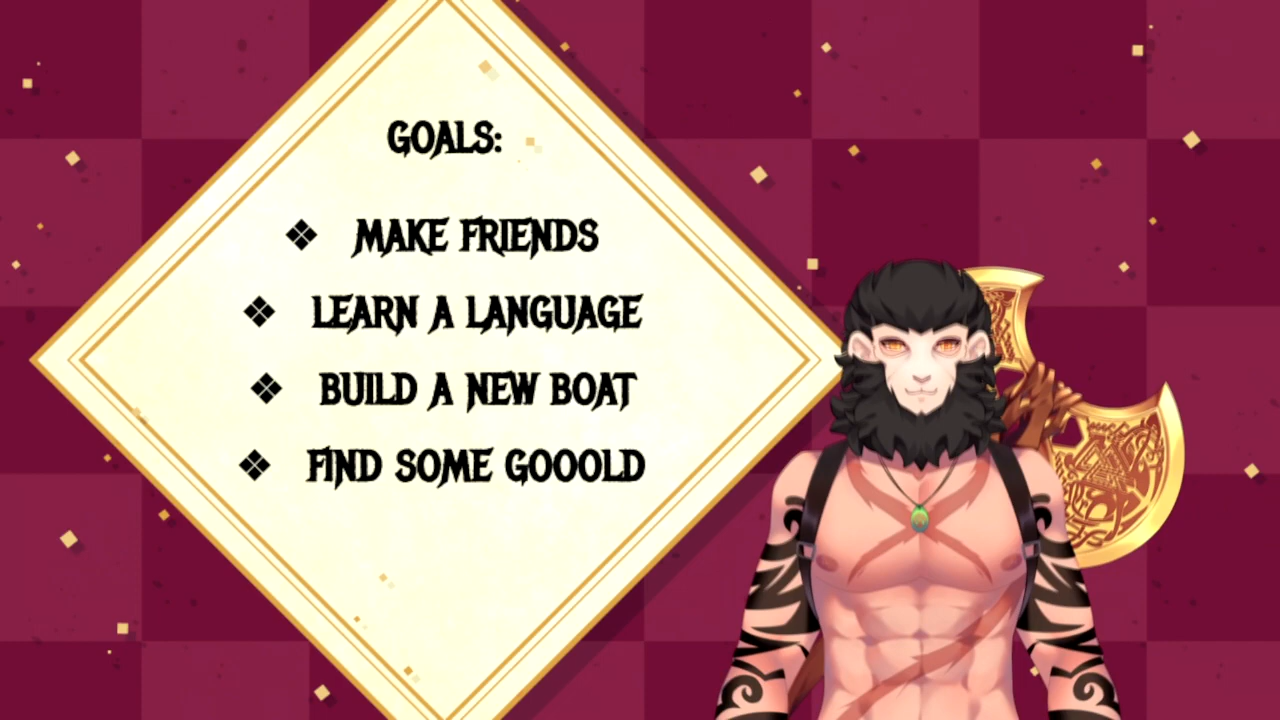 GOALS:
❖ MAKE FRIENDS
❖ LEARN A LANGUAGE
❖ BUILD A NEW BOAT
❖ FIND SOME GOOOLD